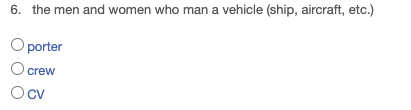 6. the men and women who man a vehicle (ship, aircraft, etc.)
porter
crew
CV